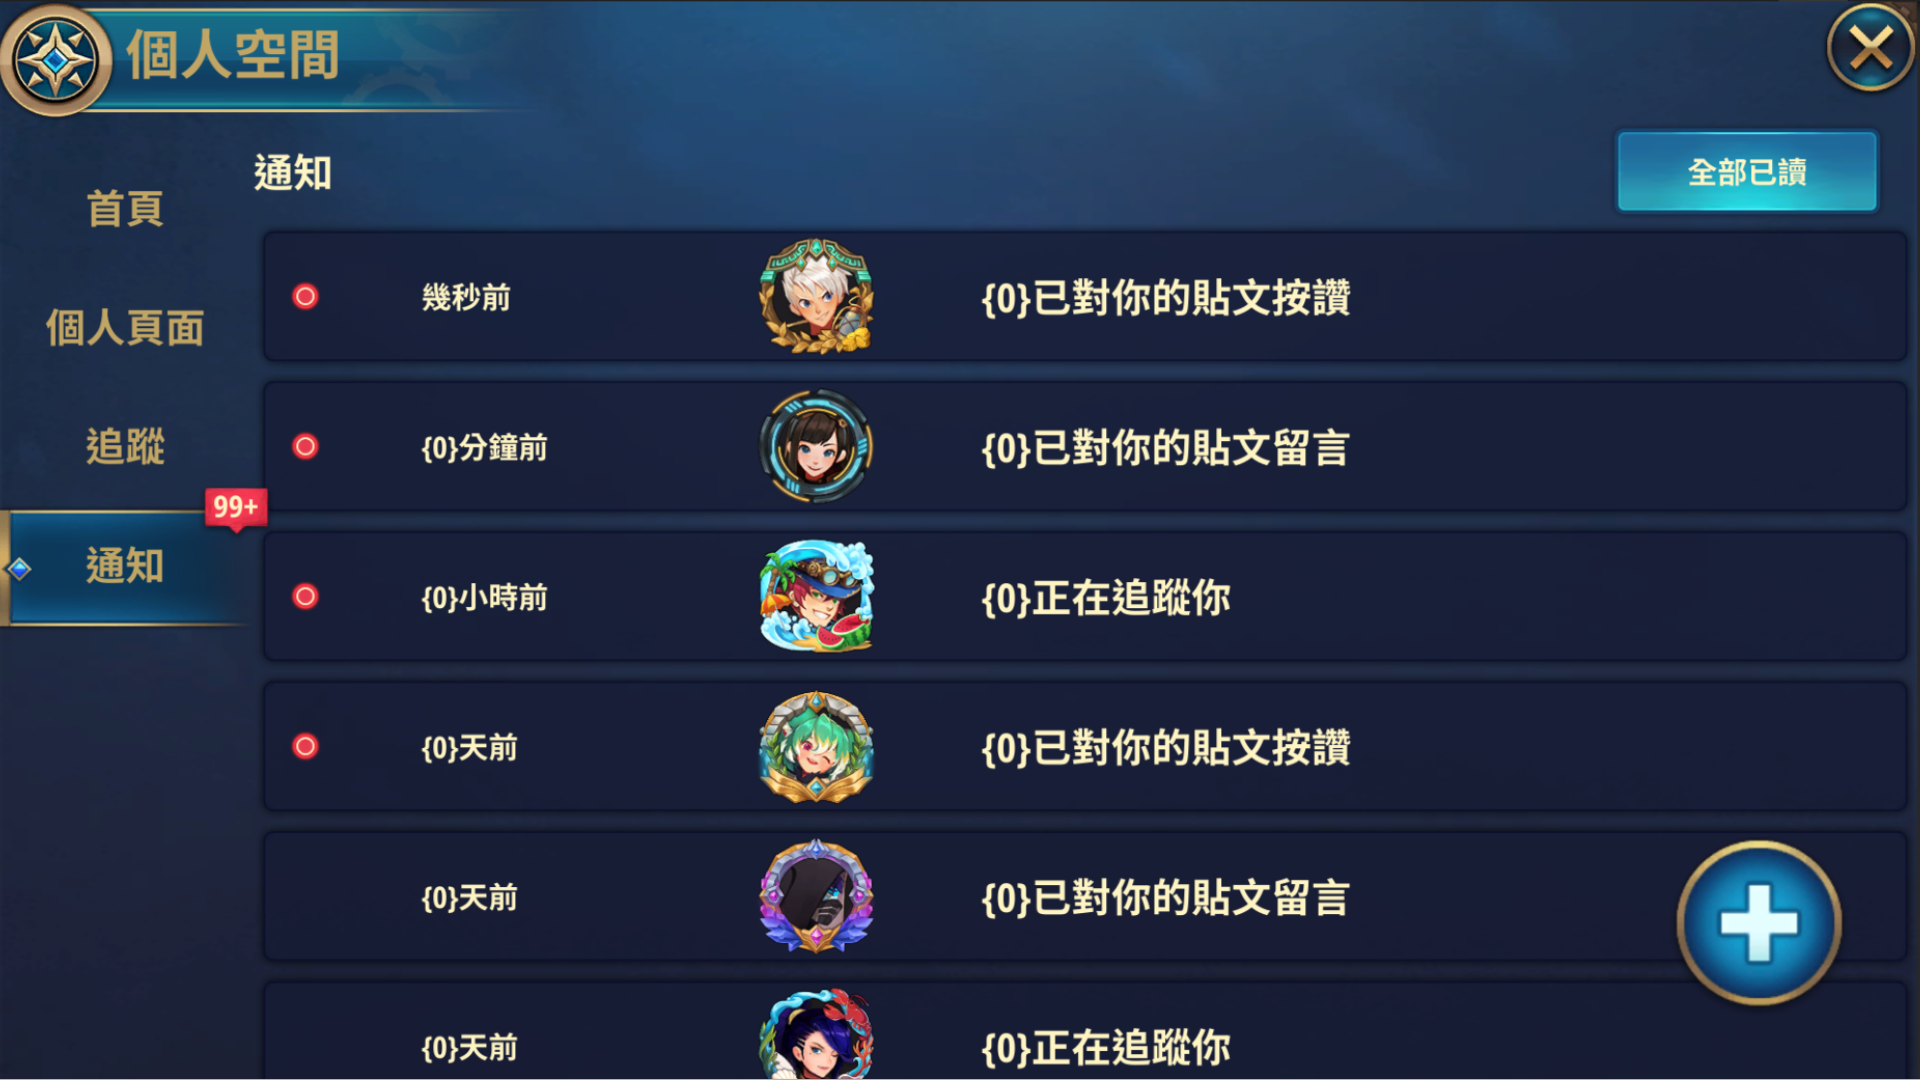 個人空間
通知
全部已讀
首頁
個人頁面
追蹤
通知
99+
幾秒前
{0}已對你的貼文按讚
{0}分鐘前
{0}已對你的貼文留言
{0}小時前
{0}正在追蹤你
{0}天前
{0}已對你的貼文按讚
{0}天前
{0}已對你的貼文留言
{0}天前
{0}正在追蹤你